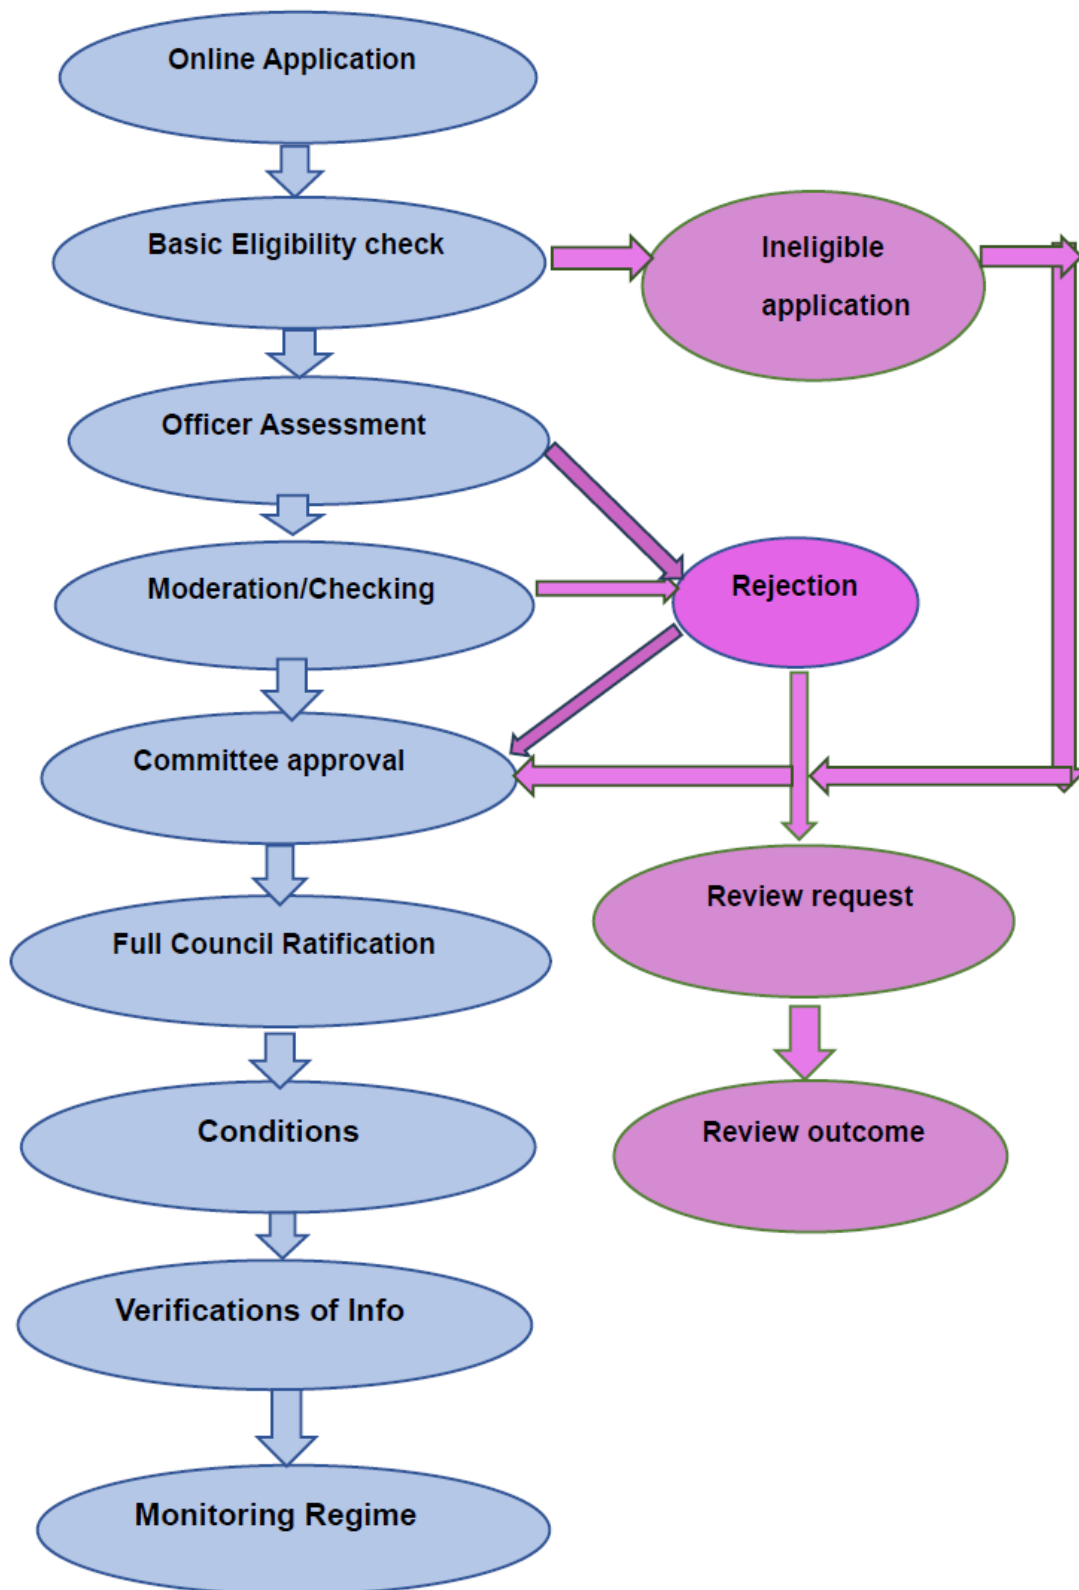 Online Application
Basic Eligibility check
Ineligible
application
Officer Assessment
Moderation/Checking
Rejection
Committee approval
Review request
Full Council Ratification
Conditions
Review outcome
Verifications of Info
Monitoring Regime